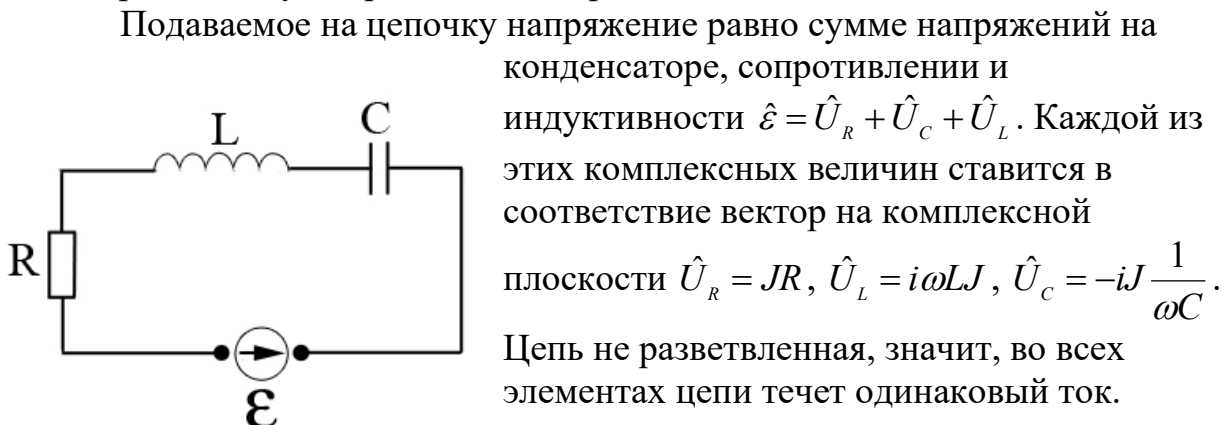 Подаваемое на цепочку напряжение равно сумме напряжений на
конденсаторе, сопротивлении и
индуктивности ε̂ = Û_R + Û_C + Û_L. Каждой из
этих комплексных величин ставится в
соответствие вектор на комплексной
плоскости Û_R = JR, Û_L = iωLJ, Û_C = −iJ 1/ωC.
Цепь не разветвленная, значит, во всех
элементах цепи течет одинаковый ток.
L
C
R
ε